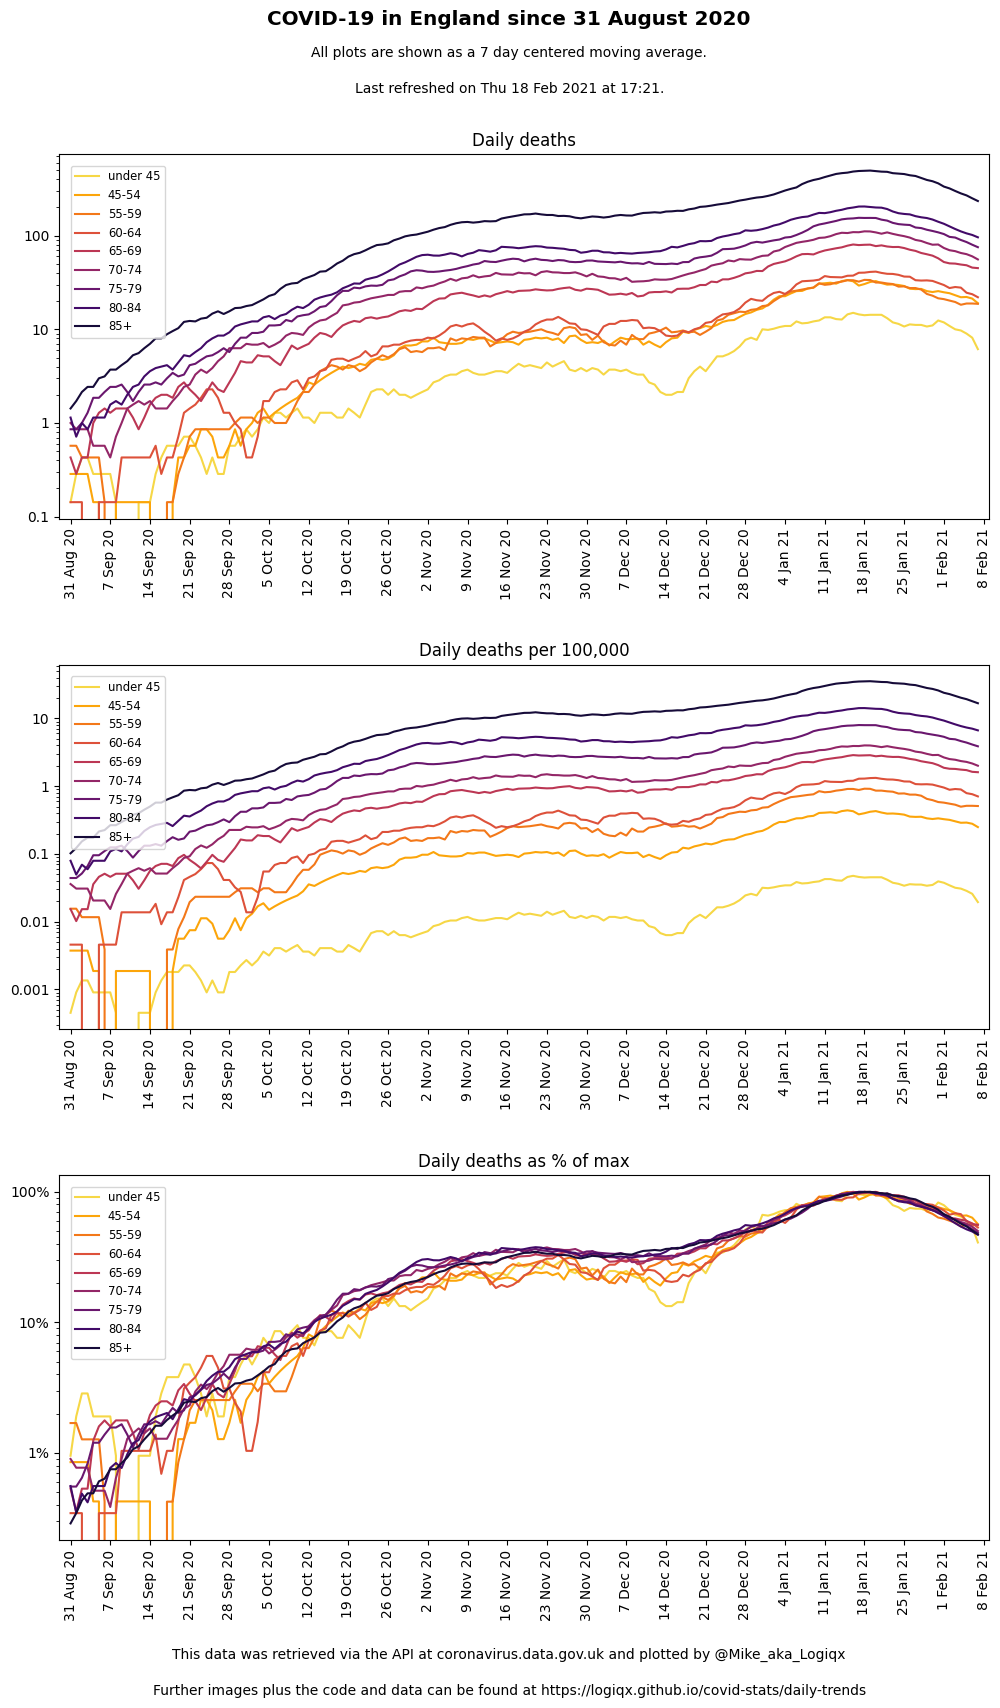 COVID-19 in England since 31 August 2020
All plots are shown as a 7 day centered moving average.
Last refreshed on Thu 18 Feb 2021 at 17:21.
Daily deaths
under 45
45-54
55-59
60-64
65-69
70-74
75-79
80-84
85+
100
10
1
0.1
31 Aug 20
7 Sep 20
14 Sep 20
21 Sep 20
28 Sep 20
5 Oct 20
12 Oct 20
19 Oct 20
26 Oct 20
2 Nov 20
9 Nov 20
16 Nov 20
23 Nov 20
30 Nov 20
7 Dec 20
14 Dec 20
21 Dec 20
28 Dec 20
4 Jan 21
11 Jan 21
18 Jan 21
25 Jan 21
1 Feb 21
8 Feb 21
Daily deaths per 100,000
under 45
45-54
55-59
60-64
65-69
70-74
75-79
80-84
85+
10
1
0.1
0.01
0.001
31 Aug 20
7 Sep 20
14 Sep 20
21 Sep 20
28 Sep 20
5 Oct 20
12 Oct 20
19 Oct 20
26 Oct 20
2 Nov 20
9 Nov 20
16 Nov 20
23 Nov 20
30 Nov 20
7 Dec 20
14 Dec 20
21 Dec 20
28 Dec 20
4 Jan 21
11 Jan 21
18 Jan 21
25 Jan 21
1 Feb 21
8 Feb 21
Daily deaths as % of max
under 45
45-54
55-59
60-64
65-69
70-74
75-79
80-84
85+
100%
10%
1%
31 Aug 20
7 Sep 20
14 Sep 20
21 Sep 20
28 Sep 20
5 Oct 20
12 Oct 20
19 Oct 20
26 Oct 20
2 Nov 20
9 Nov 20
16 Nov 20
23 Nov 20
30 Nov 20
7 Dec 20
14 Dec 20
21 Dec 20
28 Dec 20
4 Jan 21
11 Jan 21
18 Jan 21
25 Jan 21
1 Feb 21
8 Feb 21
This data was retrieved via the API at coronavirus.data.gov.uk and plotted by @Mike_aka_Logiqx
Further images plus the code and data can be found at https://logiqx.github.io/covid-stats/daily-trends